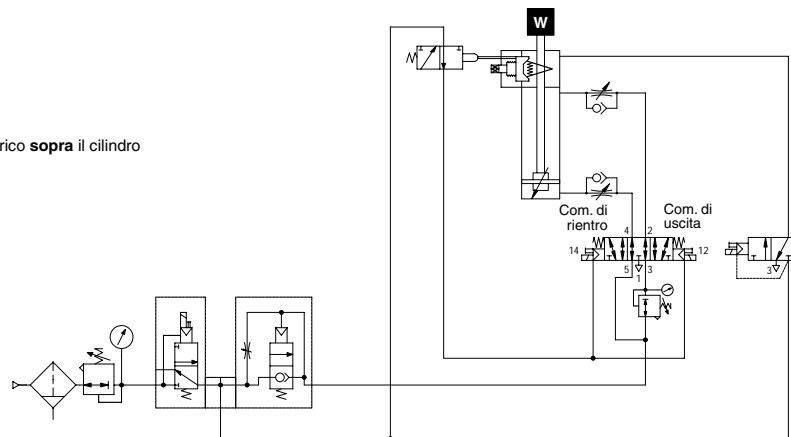 W
rico sopra il cilindro
Com. di
rientro
Com. di
uscita
4 2
14
12
5 3
1
3